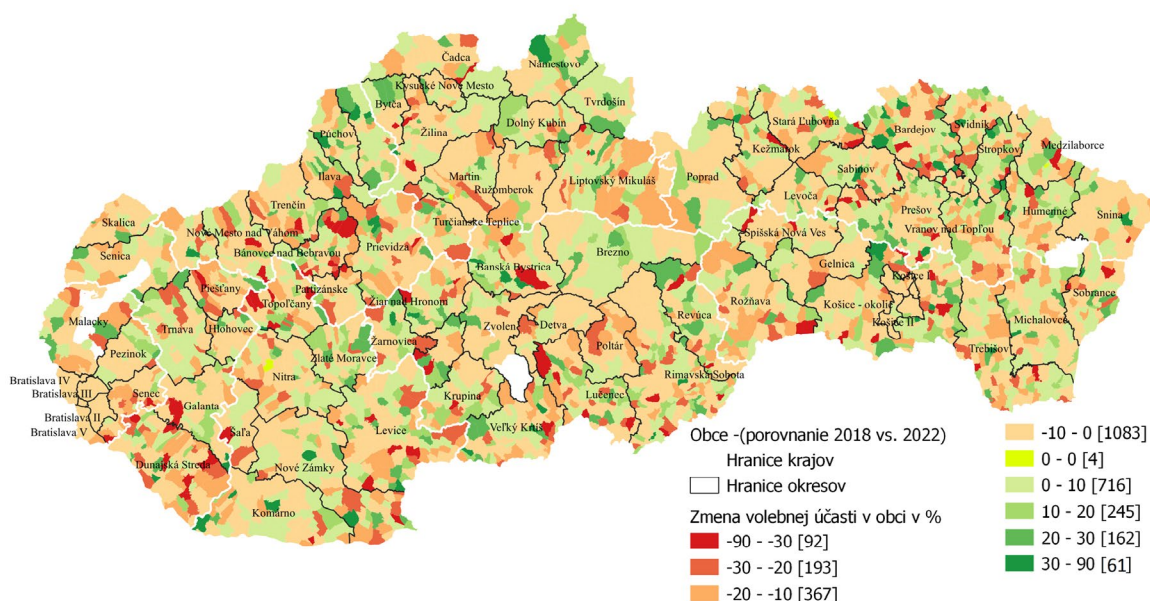 Čadca
Námestovo
Kysucké Nové Mesto
Bytča
Tvrdošín
Dolný Kubín
Stará Ľubovňa
Bardejov
Svidník
Púchov
Žilina
Stropkov
Medzilaborce
Kežmarok
Sabinov
Ilava
Martin
Ružomberok
Liptovský Mikuláš
Poprad
Levoča
Trenčín
Prešov
Humenné
Snina
Skalica
Turčianske Teplice
Nové Mesto nad Váhom
Vranov nad Topľou
Spišská Nová Ves
Senica
Bánovce nad Bebravou
Prievidza
Brezno
Banská Bystrica
Gelnica
Košice I
Piešťany
Topoľčany
Partizánske
Žiar nad Hronom
Rožňava
Košice - okolie
Sobrance
Malacky
Trnava
Hlohovec
Zvolen
Detva
Revúca
Košice II
Michalovce
Žarnovica
Poltár
Trebišov
Pezinok
Zlaté Moravce
Nitra
Rimavská Sobota
Bratislava IV
Bratislava III
Senec
Galanta
Krupina
Lučenec
Bratislava II
Bratislava V
Šaľa
Levice
Veľký Krtíš
Dunajská Streda
Nové Zámky
Komárno
Obce -(porovnanie 2018 vs. 2022)
Hranice krajov
Hranice okresov
Zmena volebnej účasti v obci v %
-90 - -30 [92]
-30 - -20 [193]
-20 - -10 [367]
-10 - 0 [1083]
0 - 0 [4]
0 - 10 [716]
10 - 20 [245]
20 - 30 [162]
30 - 90 [61]